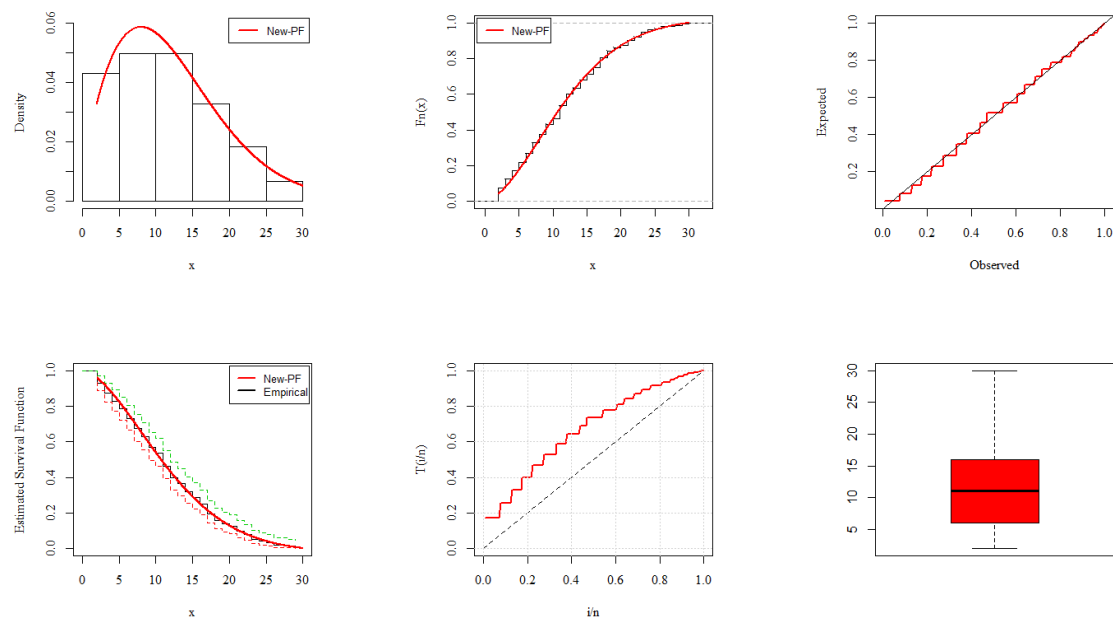 Density
0.00 0.02 0.04 0.06
New-PF
0 5 10 15 20 25 30
x
Fn(x)
0.0 0.2 0.4 0.6 0.8 1.0
New-PF
0 5 10 15 20 25 30
x
Expected
0.2 0.4 0.6 0.8 1.0
0.0 0.2 0.4 0.6 0.8 1.0
Observed
Estimated Survival Function
0.0 0.2 0.4 0.6 0.8 1.0
New-PF
Empirical
0 5 10 15 20 25 30
x
T(i/n)
0.0 0.2 0.4 0.6 0.8 1.0
0.0 0.2 0.4 0.6 0.8 1.0
i/n
5 10 15 20 25 30